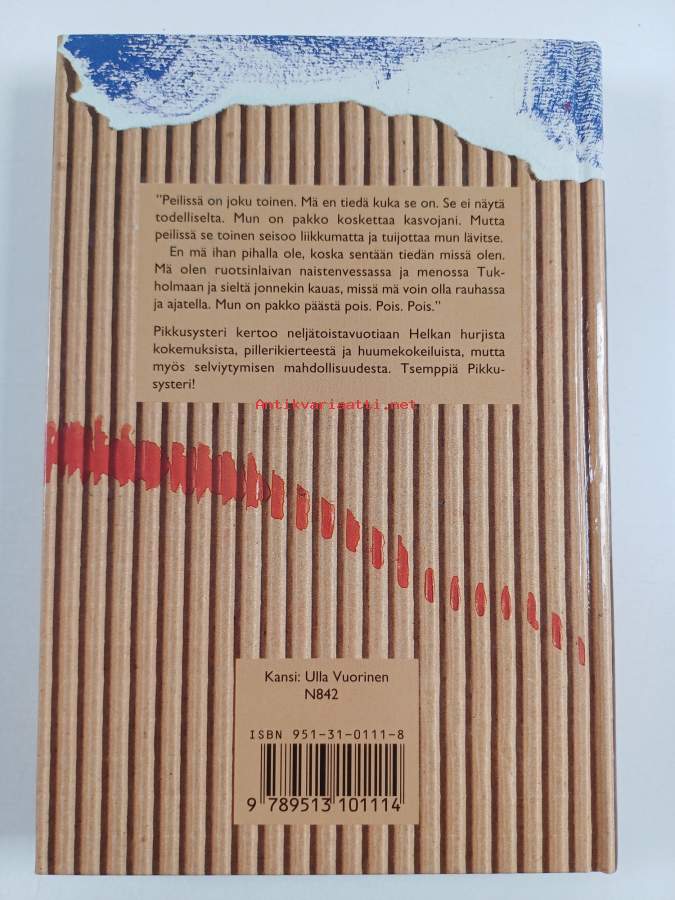 "Peilissä on joku toinen. Mä en tiedä kuka se on. Se ei näytä
todelliselta. Mun on pakko koskettaa kasvojani. Mutta
peilissä se toinen seisoo liikkumatta ja tuijottaa mun lävitse.
En mä ihan pihalla ole, koska sentään tiedän missä olen.
Mä olen ruotsinlaivan naistenvessassa ja menossa Tuk-
holmaan ja sieltä jonnekin kauas, missä mä voin olla rauhassa
ja ajatella. Mun on pakko päästä pois. Pois. Pois."
Pikkusysteri kertoo neljätoistavuotiaan Helkan hurjista
kokemuksista, pillerikierteestä ja huumekokeiluista, mutta
myös selviytymisen mahdollisuudesta. Tsemppiä Pikku-
systeri!
Antikvariaatti.net
Kansi: Ulla Vuorinen
N842
ISBN 951-31-0111-8
9 789513 101114